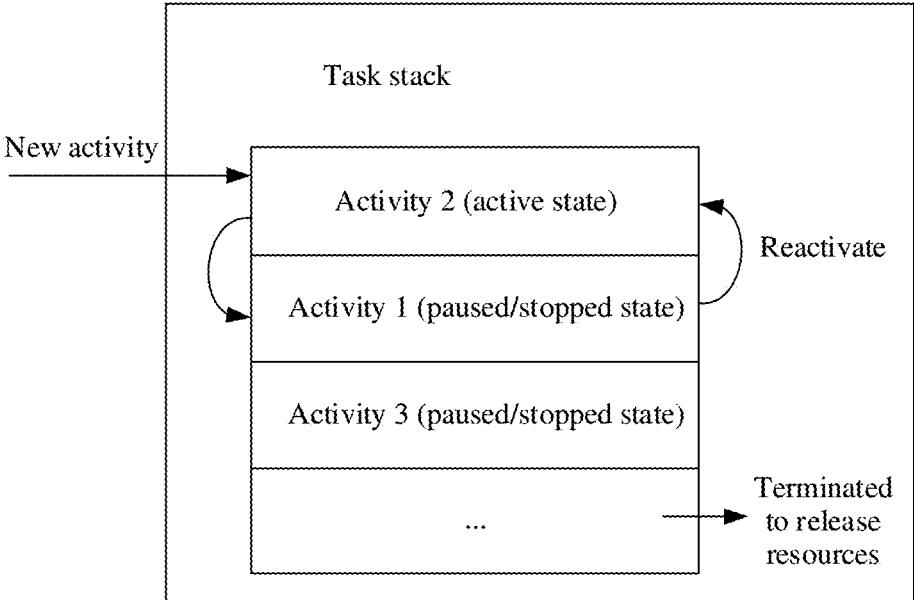 Task stack
New activity
Activity 2 (active state)
Reactivate
Activity 1 (paused/stopped state)
Activity 3 (paused/stopped state)
...
Terminated
to release
resources